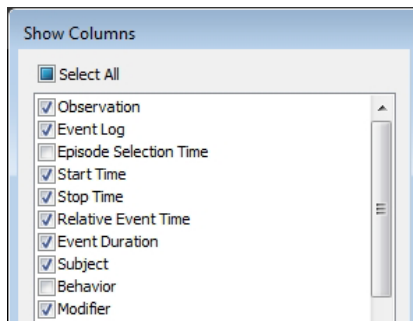 Show Columns
Select All
Observation
Event Log
Episode Selection Time
Start Time
Stop Time
Relative Event Time
Event Duration
Subject
Behavior
Modifier